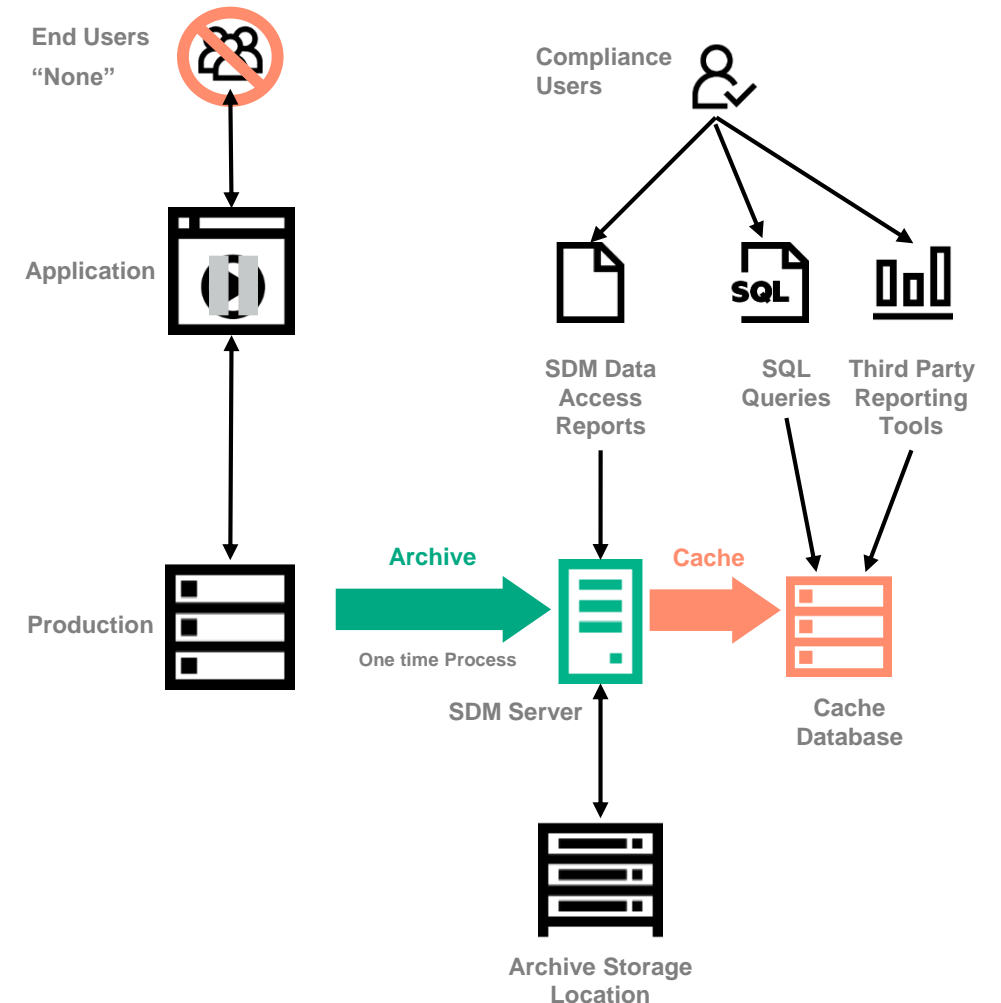 End Users
“None”
Compliance
Users
Application
SQL
SDM Data
Access
Reports
SQL
Queries
Third Party
Reporting
Tools
Archive
Cache
Production
One time Process
SDM Server
Cache
Database
Archive Storage
Location